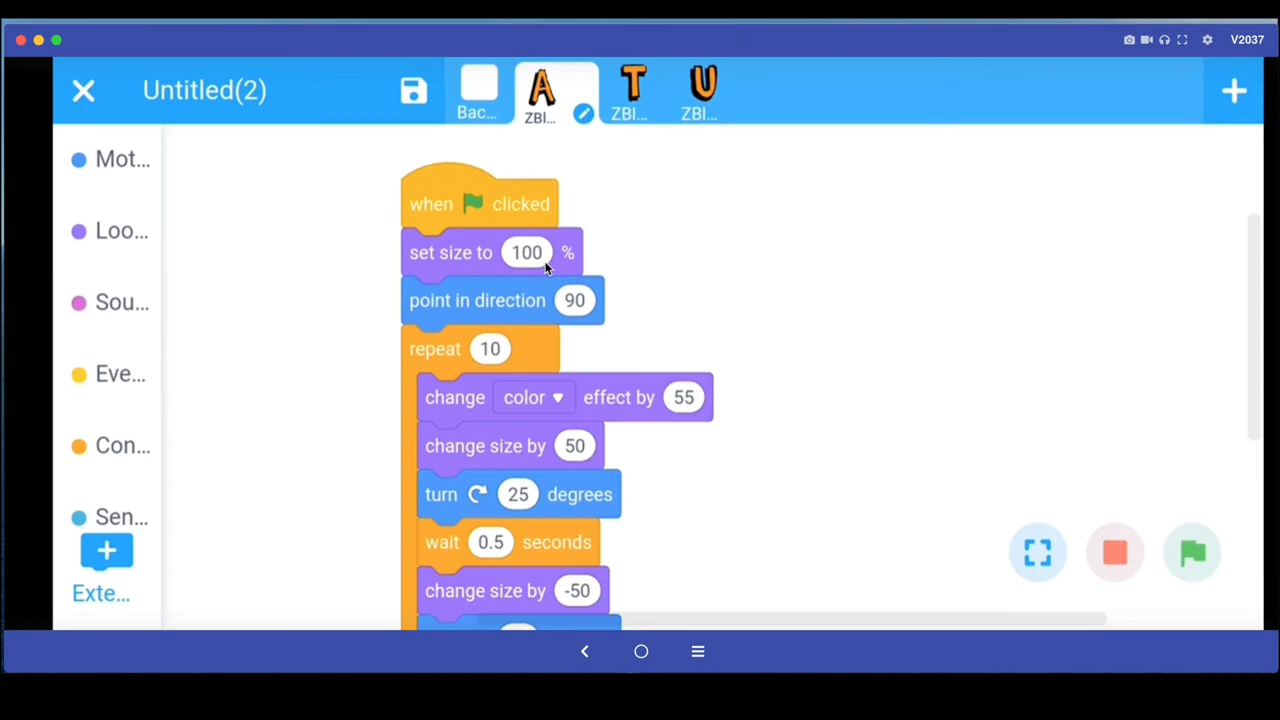 V2037
Untitled(2)
Bac...
A
ZBI...
T
ZBI...
U
ZBI...
Mot...
Loo...
Sou...
Eve...
Con...
Sen...
Exte...
when clicked
set size to 100 %
point in direction 90
repeat 10
change color effect by 55
change size by 50
turn 25 degrees
wait 0.5 seconds
change size by -50